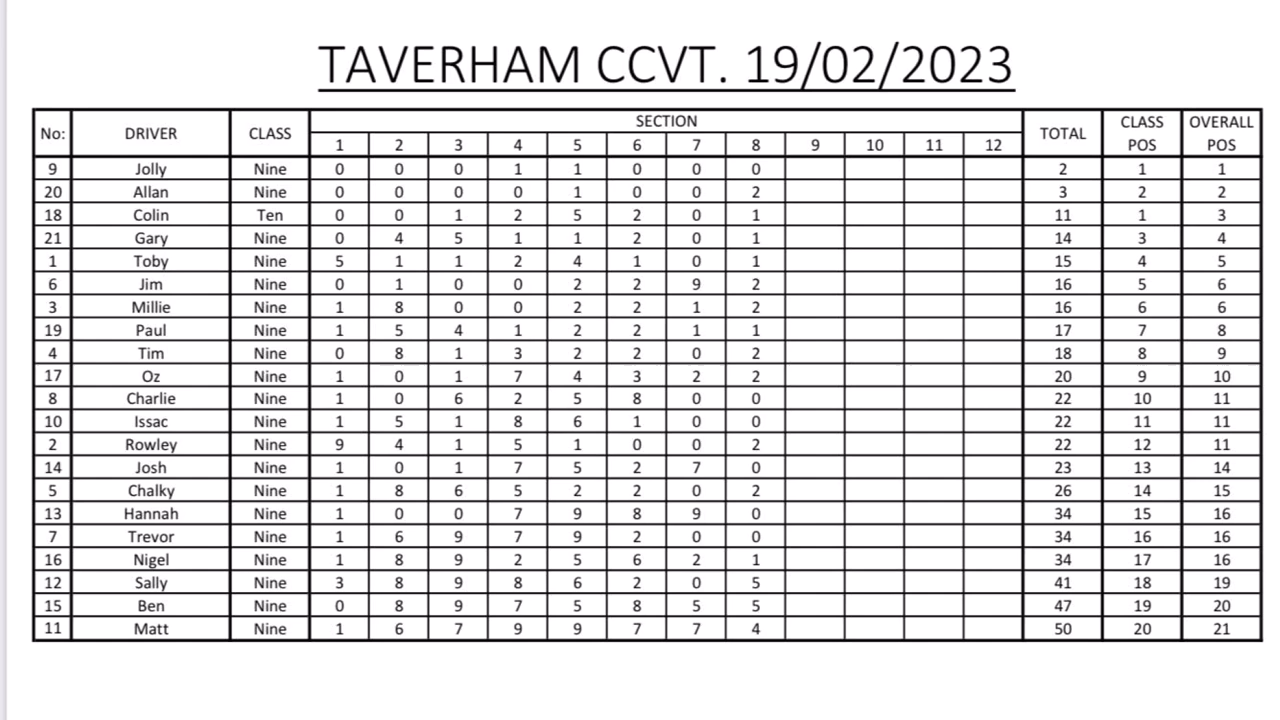 TAVERHAM CCVT. 19/02/2023
No: DRIVER CLASS SECTION TOTAL CLASS POS OVERALL POS
1 2 3 4 5 6 7 8 9 10 11 12
9 Jolly Nine 0 0 0 1 1 0 0 0 2 1 1
20 Allan Nine 0 0 0 0 1 0 0 2 3 2 2
18 Colin Ten 0 0 1 2 5 2 0 1 11 1 3
21 Gary Nine 0 4 5 1 1 2 0 1 14 3 4
1 Toby Nine 5 1 1 2 4 1 0 1 15 4 5
6 Jim Nine 0 1 0 0 2 2 9 2 16 5 6
3 Millie Nine 1 8 0 0 2 2 1 2 16 6 6
19 Paul Nine 1 5 4 1 2 2 1 1 17 7 8
4 Tim Nine 0 8 1 3 2 2 0 2 18 8 9
17 Oz Nine 1 0 1 7 4 3 2 2 20 9 10
8 Charlie Nine 1 0 6 2 5 8 0 0 22 10 11
10 Issac Nine 1 5 1 8 6 1 0 0 22 11 11
2 Rowley Nine 9 4 1 5 1 0 0 2 22 12 11
14 Josh Nine 1 0 1 7 5 2 7 0 23 13 14
5 Chalky Nine 1 8 6 5 2 2 0 2 26 14 15
13 Hannah Nine 1 0 0 7 9 8 9 0 34 15 16
7 Trevor Nine 1 6 9 7 9 2 0 0 34 16 16
16 Nigel Nine 1 8 9 2 5 6 2 1 34 17 16
12 Sally Nine 3 8 9 8 6 2 0 5 41 18 19
15 Ben Nine 0 8 9 7 5 8 5 5 47 19 20
11 Matt Nine 1 6 7 9 9 7 7 4 50 20 21